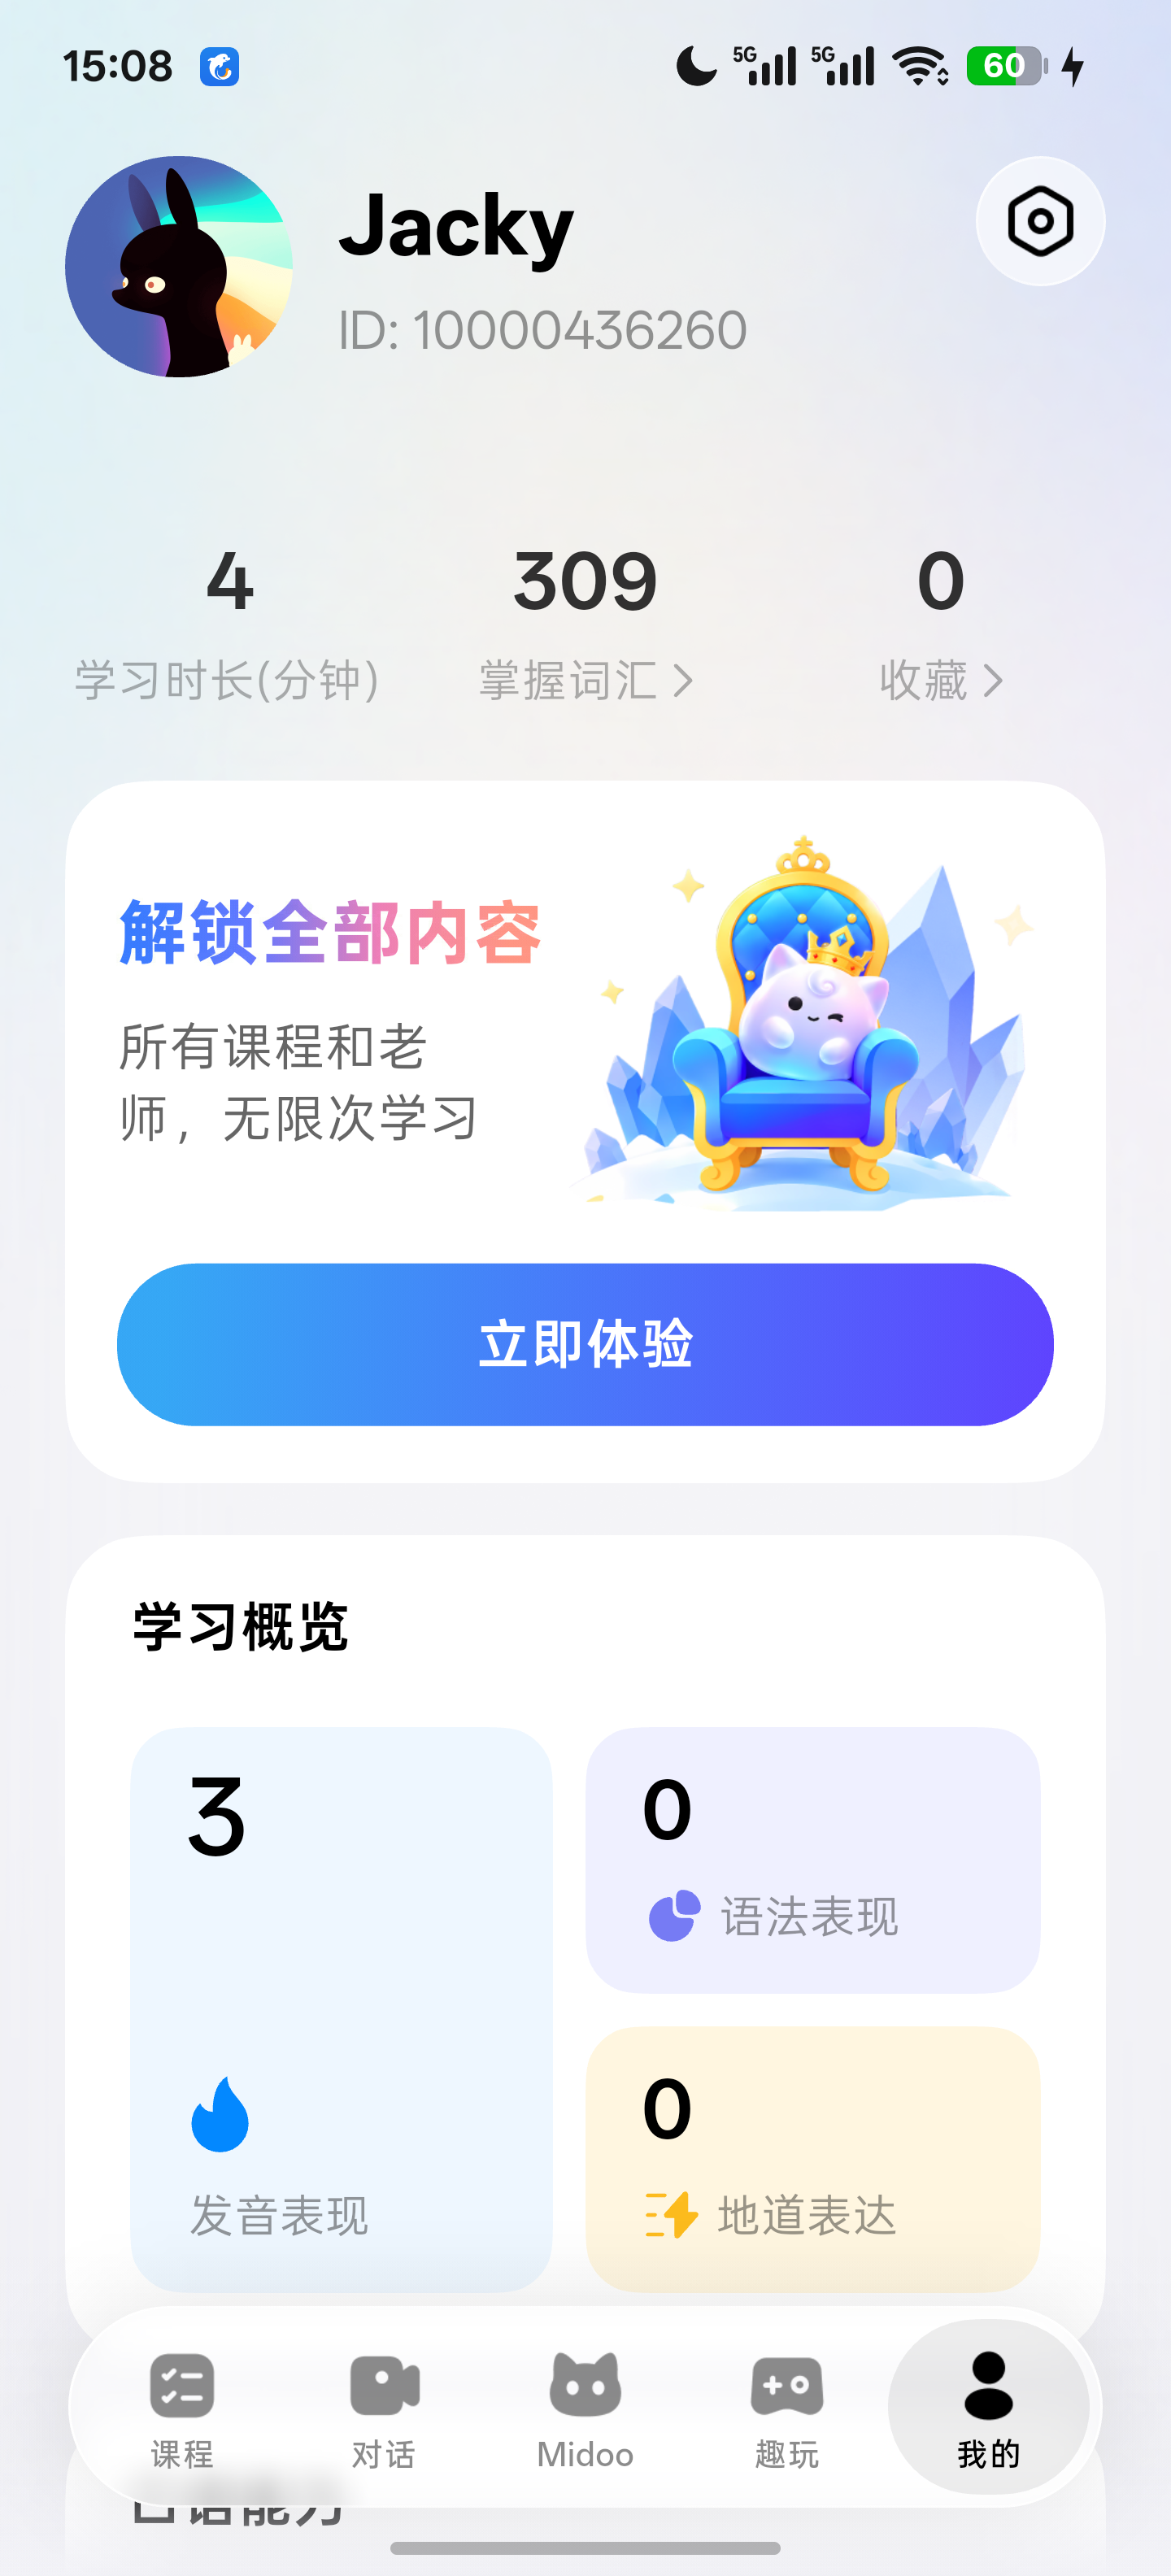 15:08
5G 5G 60
Jacky
ID: 10000436260
4 309 0
学习时长(分钟) 掌握词汇 收藏
解锁全部内容
所有课程和老
师，无限次学习
立即体验
学习概览
3
0
语法表现
0
发音表现
地道表达
课程 对话 Midoo 趣玩 我的